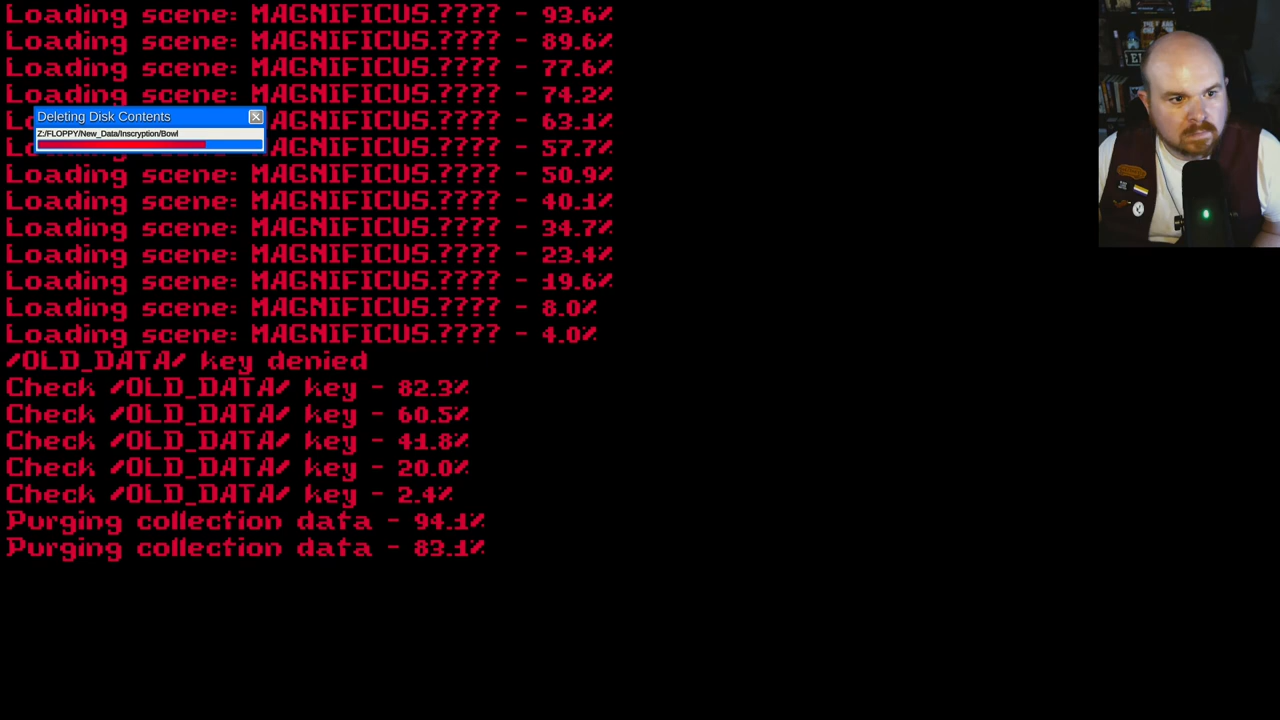 Loading scene: MAGNIFICUS.???? - 93.6%
Loading scene: MAGNIFICUS.???? - 89.6%
Loading scene: MAGNIFICUS.???? - 77.6%
Loading scene: MAGNIFICUS.???? - 74.2%
Deleting Disk Contents
scene: MAGNIFICUS.???? - 63.1%
Z:/FLOPPY/New_Data/Inscryption/Bowl
scene: MAGNIFICUS.???? - 57.7%
Loading scene: MAGNIFICUS.???? - 50.9%
Loading scene: MAGNIFICUS.???? - 40.1%
Loading scene: MAGNIFICUS.???? - 34.7%
Loading scene: MAGNIFICUS.???? - 23.4%
Loading scene: MAGNIFICUS.???? - 19.6%
Loading scene: MAGNIFICUS.???? - 8.0%
Loading scene: MAGNIFICUS.???? - 4.0%
/OLD_DATA/ key denied
Check /OLD_DATA/ key - 82.3%
Check /OLD_DATA/ key - 60.5%
Check /OLD_DATA/ key - 41.8%
Check /OLD_DATA/ key - 20.0%
Check /OLD_DATA/ key - 2.4%
Purging collection data - 94.1%
Purging collection data - 83.1%